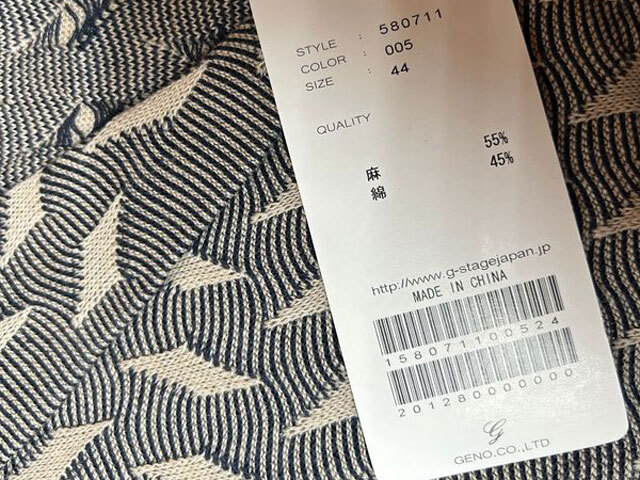 STYLE : 580711
COLOR : 005
SIZE : 44
QUALITY
麻 55%
綿 45%
http://www.g-stagejapan.jp
MADE IN CHINA
158071100524
201280000000
G
GENO.CO.,LTD